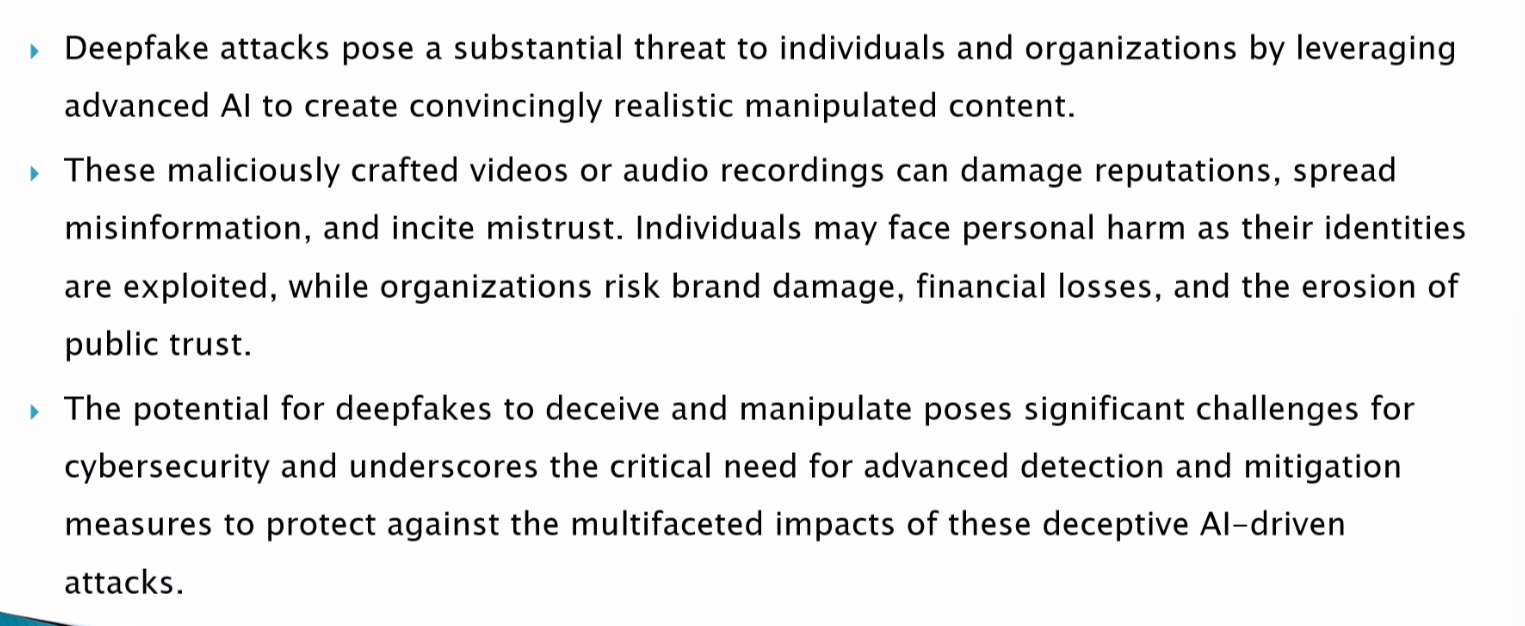 Deepfake attacks pose a substantial threat to individuals and organizations by leveraging
advanced AI to create convincingly realistic manipulated content.
These maliciously crafted videos or audio recordings can damage reputations, spread
misinformation, and incite mistrust. Individuals may face personal harm as their identities
are exploited, while organizations risk brand damage, financial losses, and the erosion of
public trust.
The potential for deepfakes to deceive and manipulate poses significant challenges for
cybersecurity and underscores the critical need for advanced detection and mitigation
measures to protect against the multifaceted impacts of these deceptive AI-driven
attacks.